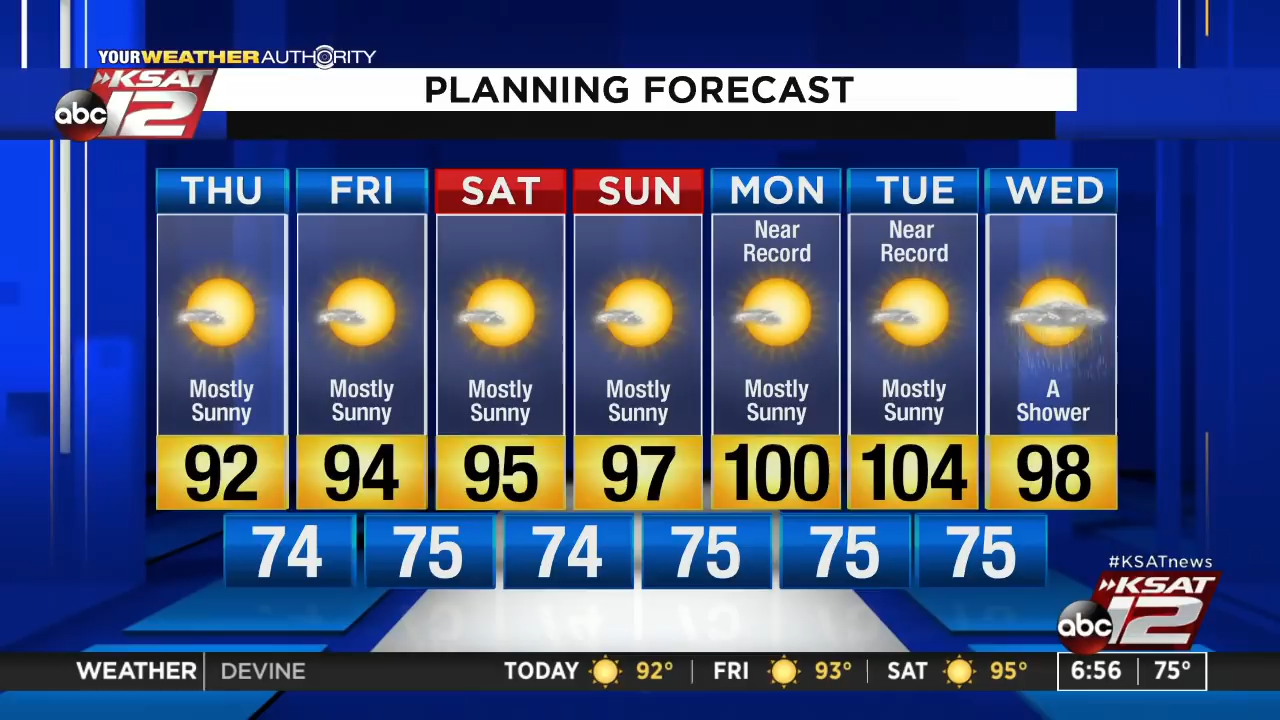 YOURWEATHERAUTHORITY
KSAT
abc 12
PLANNING FORECAST
THU FRI SAT SUN MON TUE WED
Near Record Near Record
Mostly Sunny Mostly Sunny Mostly Sunny Mostly Sunny Mostly Sunny Mostly Sunny A Shower
92 94 95 97 100 104 98
74 75 74 75 75 75
#KSATnews
KSAT
abc 12
WEATHER DEVINE TODAY 92° FRI 93° SAT 95° 6:56 75°